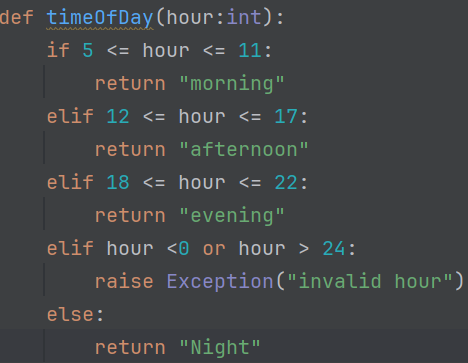 def timeOfDay(hour:int):
    if 5 <= hour <= 11:
        return "morning"
    elif 12 <= hour <= 17:
        return "afternoon"
    elif 18 <= hour <= 22:
        return "evening"
    elif hour <0 or hour > 24:
        raise Exception("invalid hour")
    else:
        return "Night"